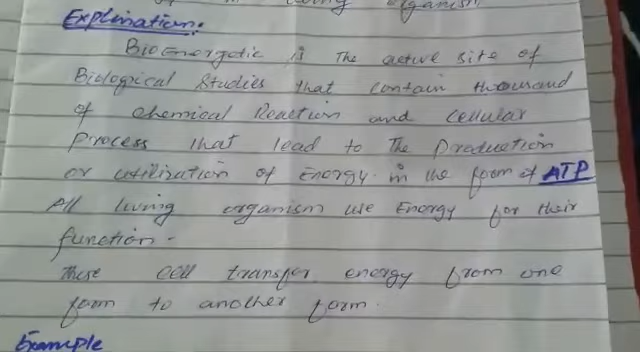 living organism
Explination:
BioEnergetic is The active site of
Biological Studies that contain thousand
of chemical Reaction and cellular
process that lead to The production
or utilization of Energy. in the form of ATP
All living organism use Energy for their
function.
These cell transfer energy from one
form to another form.
Example